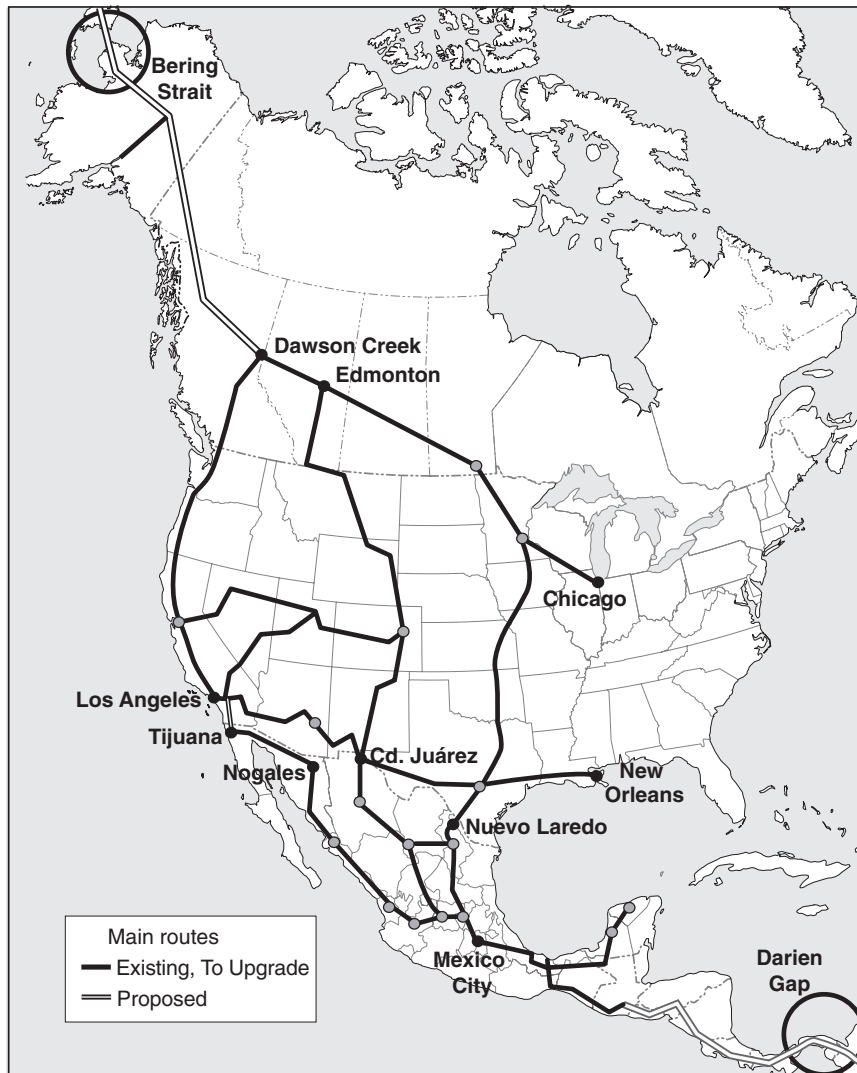 Bering
Strait
Dawson Creek
Edmonton
Chicago
Los Angeles
Tijuana
Cd. Juárez
Nogales
New
Orleans
Nuevo Laredo
Main routes
Existing, To Upgrade
Proposed
Mexico
City
Darien
Gap